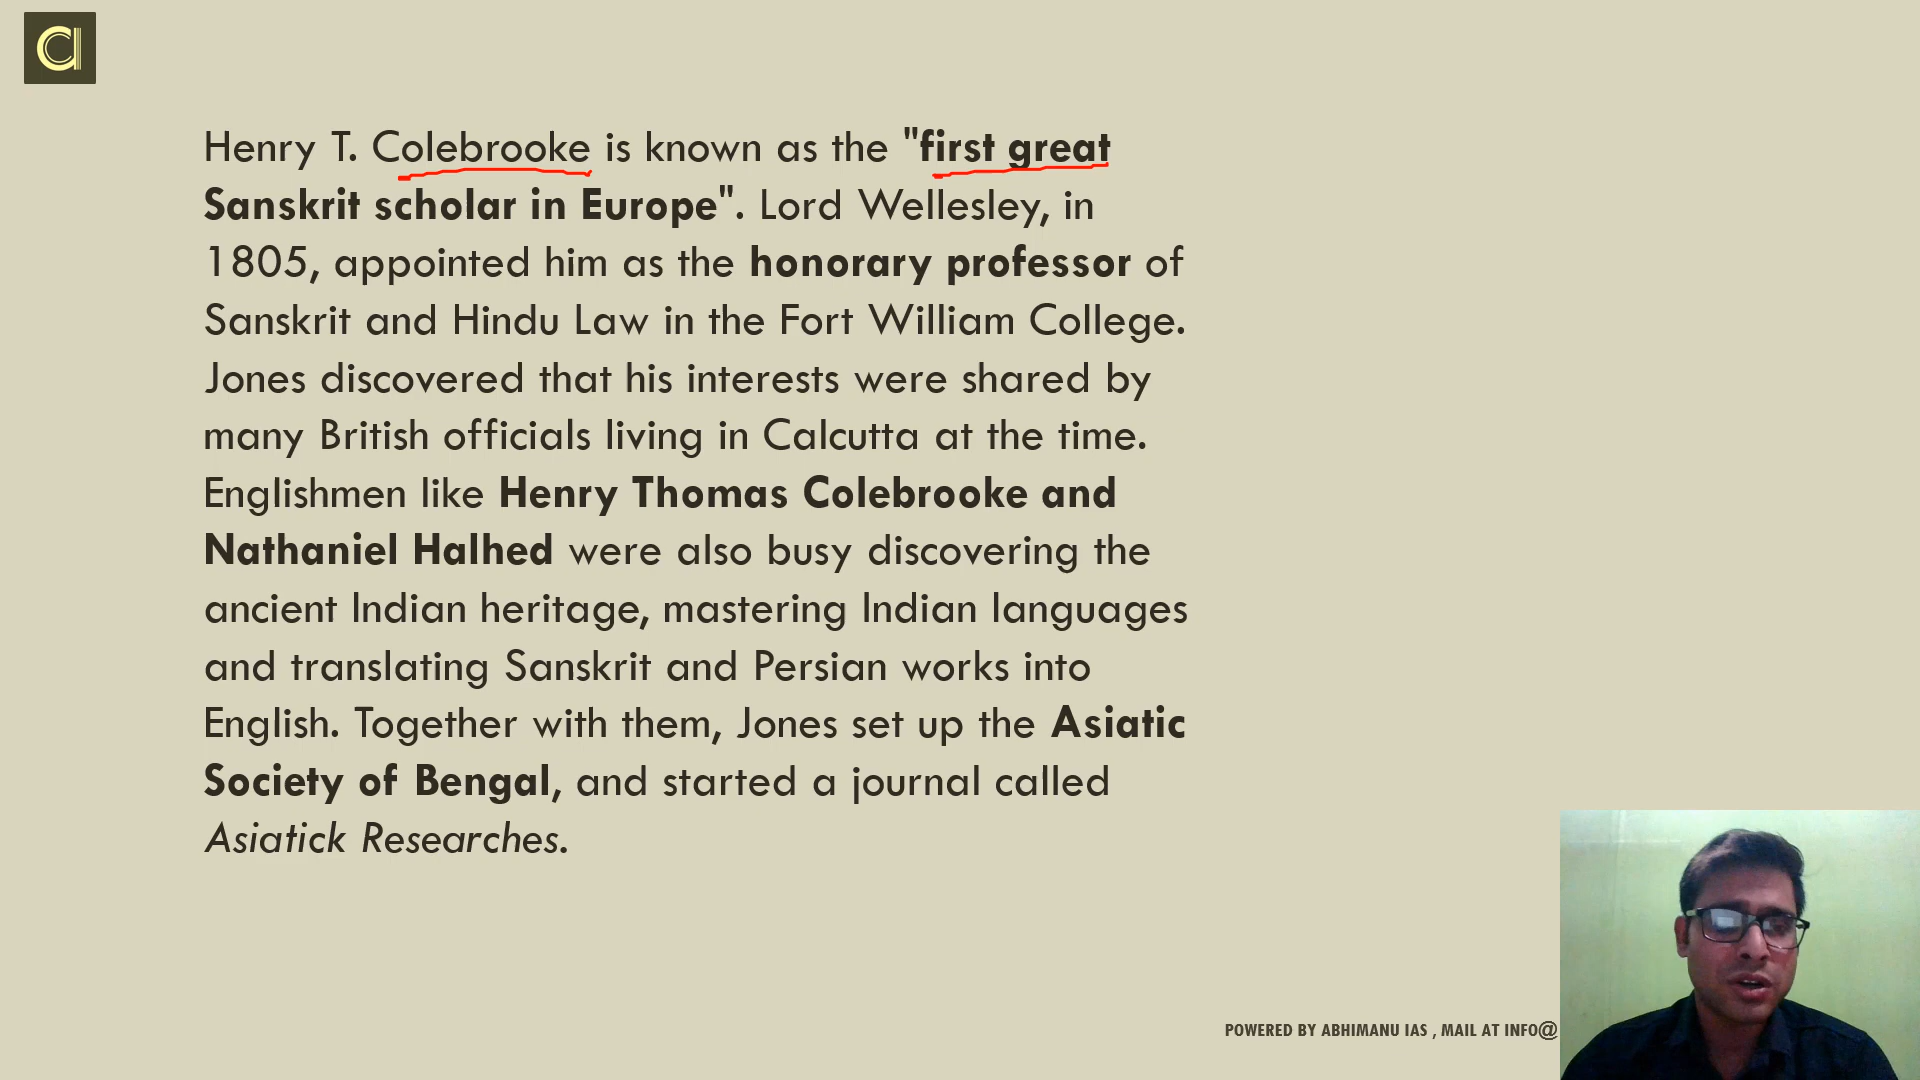 Henry T. Colebrooke is known as the "first great
Sanskrit scholar in Europe". Lord Wellesley, in
1805, appointed him as the honorary professor of
Sanskrit and Hindu Law in the Fort William College.
Jones discovered that his interests were shared by
many British officials living in Calcutta at the time.
Englishmen like Henry Thomas Colebrooke and
Nathaniel Halhed were also busy discovering the
ancient Indian heritage, mastering Indian languages
and translating Sanskrit and Persian works into
English. Together with them, Jones set up the Asiatic
Society of Bengal, and started a journal called
Asiatick Researches.
POWERED BY ABHIMANU IAS , MAIL AT INFO@